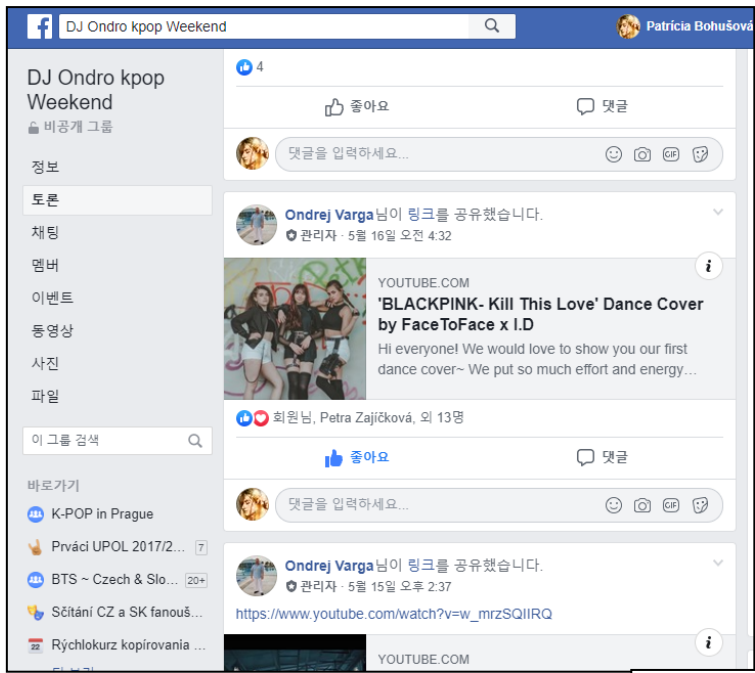 DJ Ondro kpop Weekend
Patrícia Bohušová
DJ Ondro kpop
Weekend
비공개 그룹
정보
토론
채팅
멤버
이벤트
동영상
사진
파일
이 그룹 검색
바로가기
K-POP in Prague
Prváci UPOL 2017/2... 7
BTS ~ Czech & Slo... 20+
Sčítání CZ a SK fanouš...
Rýchlokurz kopírovania ...
4
좋아요 댓글
댓글을 입력하세요...
GIF
Ondrej Varga님이 링크를 공유했습니다.
관리자 · 5월 16일 오전 4:32
YOUTUBE.COM
'BLACKPINK- Kill This Love' Dance Cover
by FaceToFace x I.D
Hi everyone! We would love to show you our first
dance cover~ We put so much effort and energy…
회원님, Petra Zajíčková, 외 13명
좋아요 댓글
댓글을 입력하세요...
GIF
Ondrej Varga님이 링크를 공유했습니다.
관리자 · 5월 15일 오후 2:37
https://www.youtube.com/watch?v=w_mrzSQIIRQ
YOUTUBE.COM